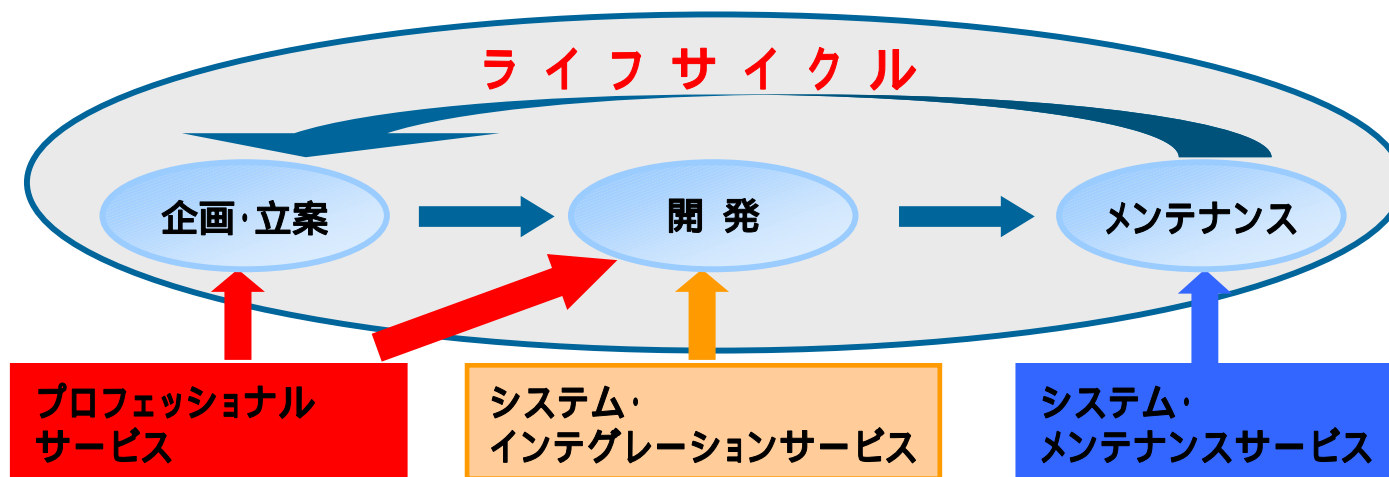 ライフサイクル
企画・立案
開発
メンテナンス
プロフェッショナル
サービス
システム・
インテグレーションサービス
システム・
メンテナンスサービス